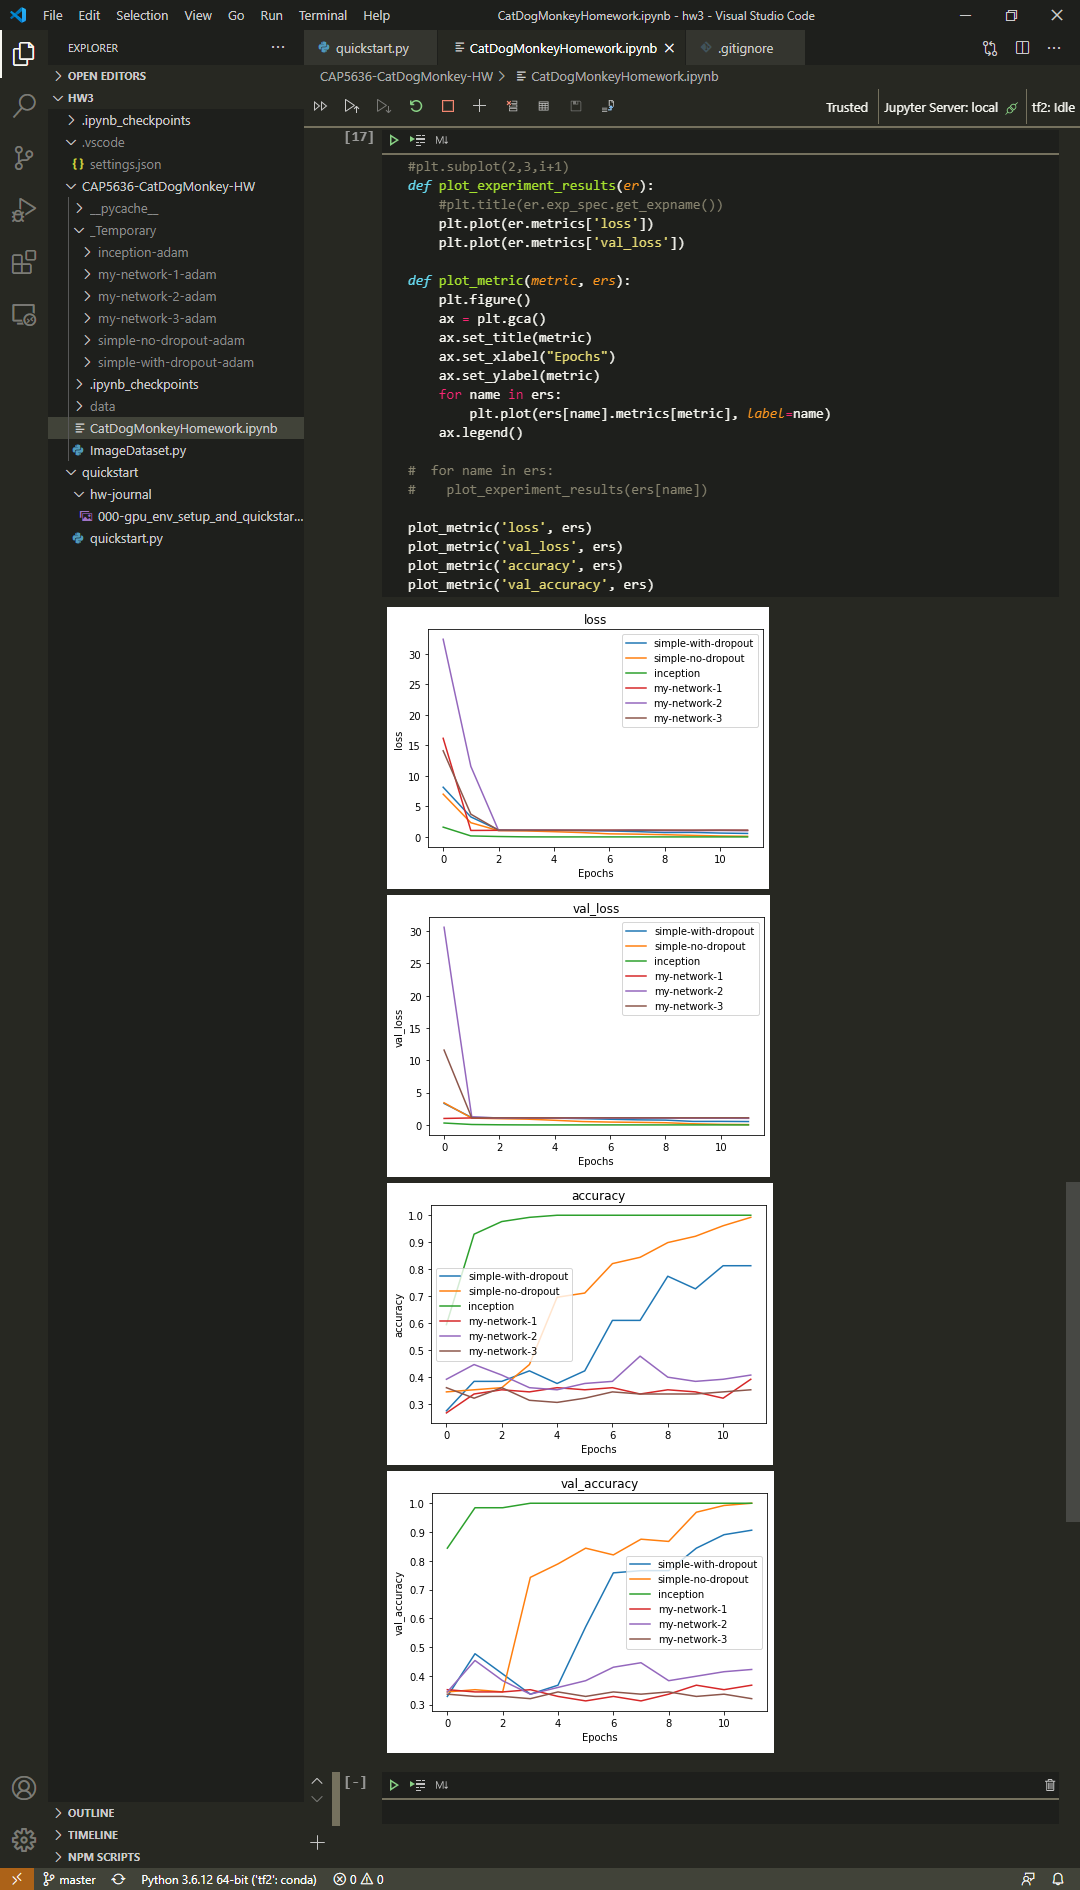 File Edit Selection View Go Run Terminal Help CatDogMonkeyHomework.ipynb - hw3 - Visual Studio Code
EXPLORER
quickstart.py CatDogMonkeyHomework.ipynb .gitignore
OPEN EDITORS
HW3
.ipynb_checkpoints
.vscode
{} settings.json
CAP5636-CatDogMonkey-HW
__pycache__
_Temporary
inception-adam
my-network-1-adam
my-network-2-adam
my-network-3-adam
simple-no-dropout-adam
simple-with-dropout-adam
.ipynb_checkpoints
data
CatDogMonkeyHomework.ipynb
ImageDataset.py
quickstart
hw-journal
000-gpu_env_setup_and_quickstar...
quickstart.py
OUTLINE
TIMELINE
NPM SCRIPTS
CAP5636-CatDogMonkey-HW > CatDogMonkeyHomework.ipynb
Trusted Jupyter Server: local tf2: Idle
[17] M↓
#plt.subplot(2,3,i+1)
def plot_experiment_results(er):
#plt.title(er.exp_spec.get_expname())
plt.plot(er.metrics['loss'])
plt.plot(er.metrics['val_loss'])
def plot_metric(metric, ers):
plt.figure()
ax = plt.gca()
ax.set_title(metric)
ax.set_xlabel("Epochs")
ax.set_ylabel(metric)
for name in ers:
plt.plot(ers[name].metrics[metric], label=name)
ax.legend()
# for name in ers:
# plot_experiment_results(ers[name])
plot_metric('loss', ers)
plot_metric('val_loss', ers)
plot_metric('accuracy', ers)
plot_metric('val_accuracy', ers)
loss
simple-with-dropout
simple-no-dropout
inception
my-network-1
my-network-2
my-network-3
30
25
20
15
10
5
0
loss
0 2 4 6 8 10
Epochs
val_loss
simple-with-dropout
simple-no-dropout
inception
my-network-1
my-network-2
my-network-3
30
25
20
15
10
5
0
val_loss
0 2 4 6 8 10
Epochs
accuracy
1.0
0.9
0.8
0.7
0.6
0.5
0.4
0.3
accuracy
simple-with-dropout
simple-no-dropout
inception
my-network-1
my-network-2
my-network-3
0 2 4 6 8 10
Epochs
val_accuracy
1.0
0.9
0.8
0.7
0.6
0.5
0.4
0.3
val_accuracy
simple-with-dropout
simple-no-dropout
inception
my-network-1
my-network-2
my-network-3
0 2 4 6 8 10
Epochs
[-] M↓
master Python 3.6.12 64-bit ('tf2': conda) 0 0